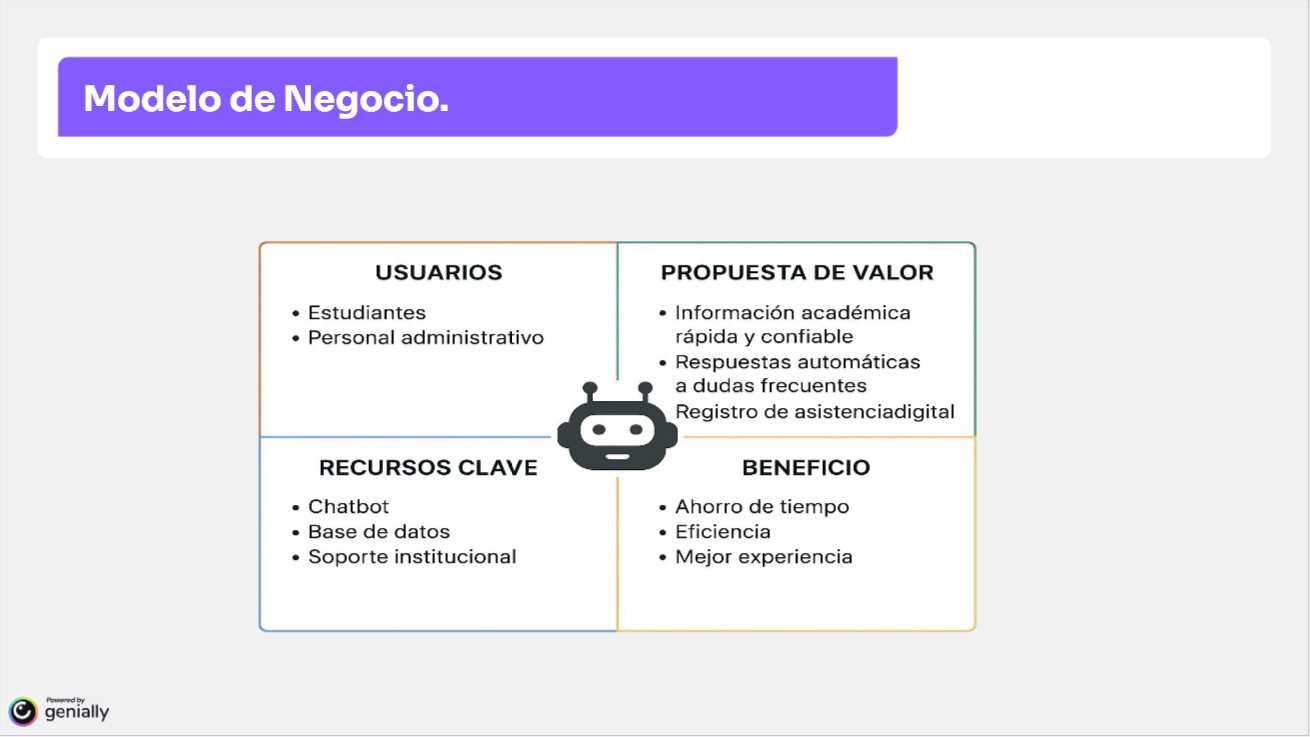 Modelo de Negocio.
USUARIOS
• Estudiantes
• Personal administrativo
PROPUESTA DE VALOR
• Información académica
rápida y confiable
• Respuestas automáticas
a dudas frecuentes
Registro de asistenciadigital
RECURSOS CLAVE
• Chatbot
• Base de datos
• Soporte institucional
BENEFICIO
• Ahorro de tiempo
• Eficiencia
• Mejor experiencia
Powered by
genially